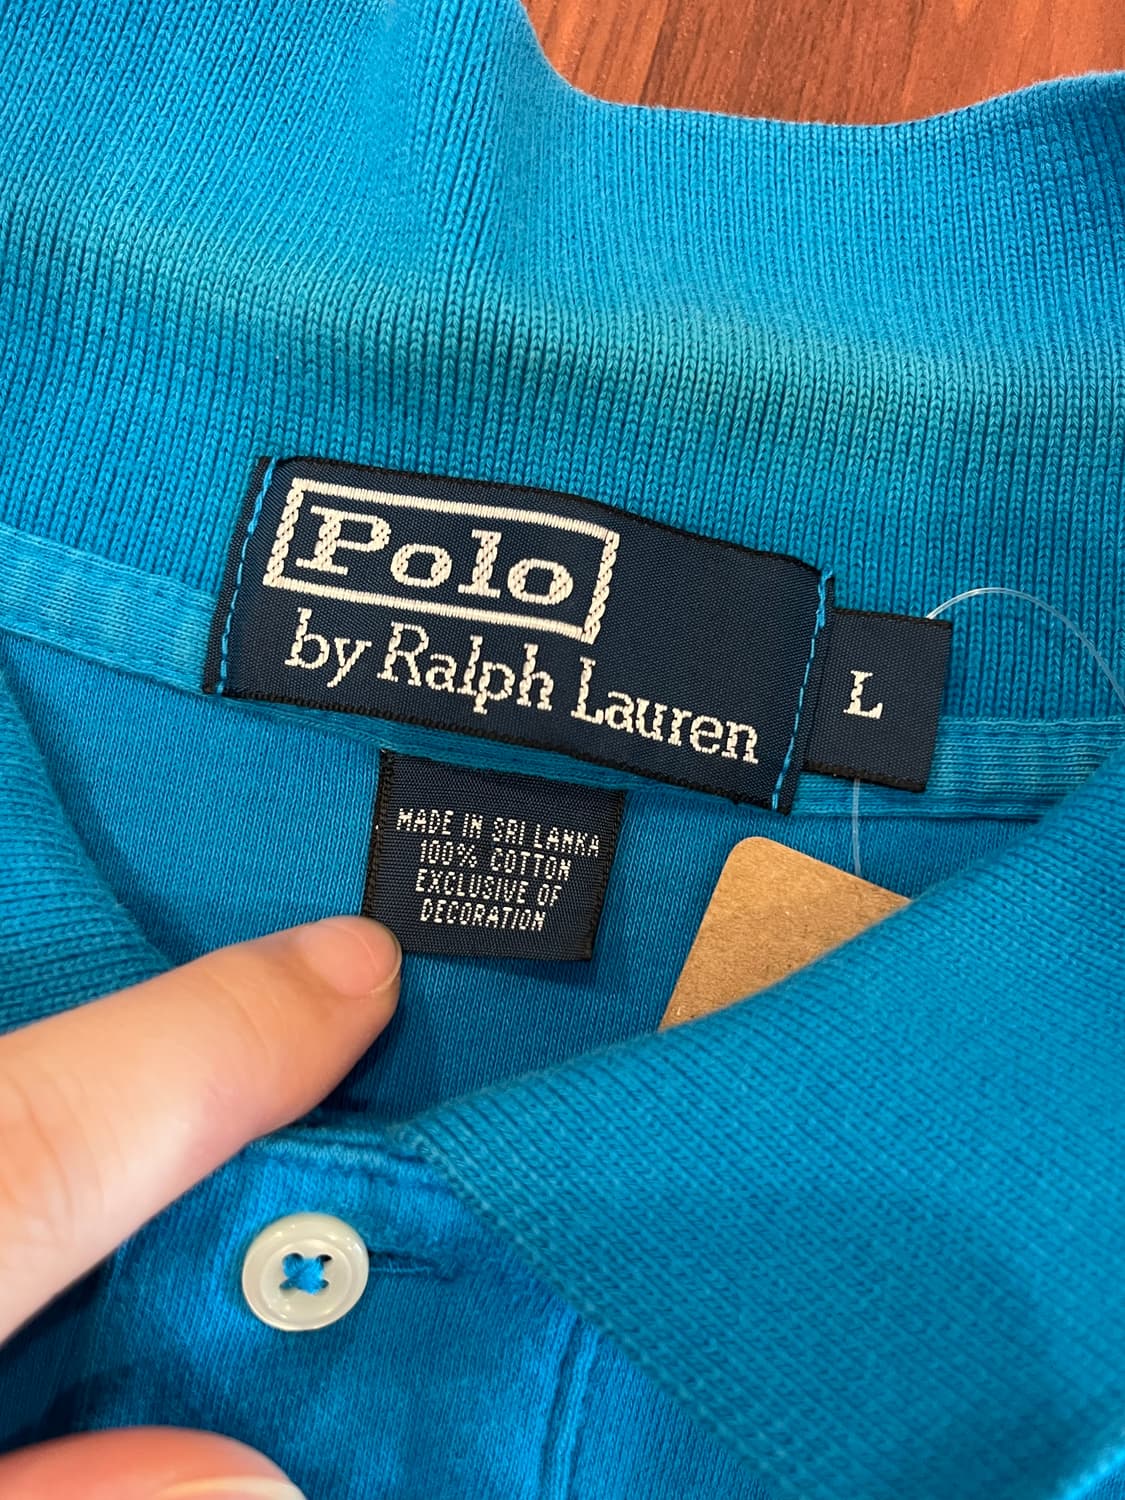 Polo
by Ralph Lauren
L
MADE IN SRI LANKA
100% COTTON
EXCLUSIVE OF
DECORATION